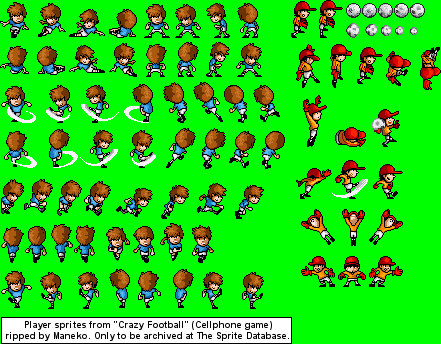 Player sprites from "Crazy Football" (Cellphone game)
ripped by Maneko. Only to be archived at The Sprite Database.